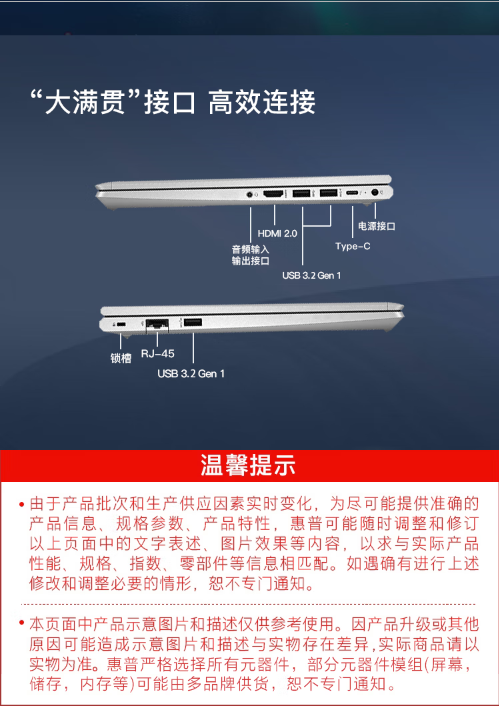 “大满贯”接口 高效连接
电源接口
HDMI 2.0
Type-C
音频输入
输出接口
USB 3.2 Gen 1
锁槽
RJ-45
USB 3.2 Gen 1
温馨提示
•由于产品批次和生产供应因素实时变化，为尽可能提供准确的
产品信息、规格参数、产品特性，惠普可能随时调整和修订
以上页面中的文字表述、图片效果等内容，以求与实际产品
性能、规格、指数、零部件等信息相匹配。如遇确有进行上述
修改和调整必要的情形，恕不专门通知。
•本页面中产品示意图片和描述仅供参考使用。因产品升级或其他
原因可能造成示意图片和描述与实物存在差异,实际商品请以
实物为准。惠普严格选择所有元器件，部分元器件模组(屏幕，
储存，内存等)可能由多品牌供货，恕不专门通知。